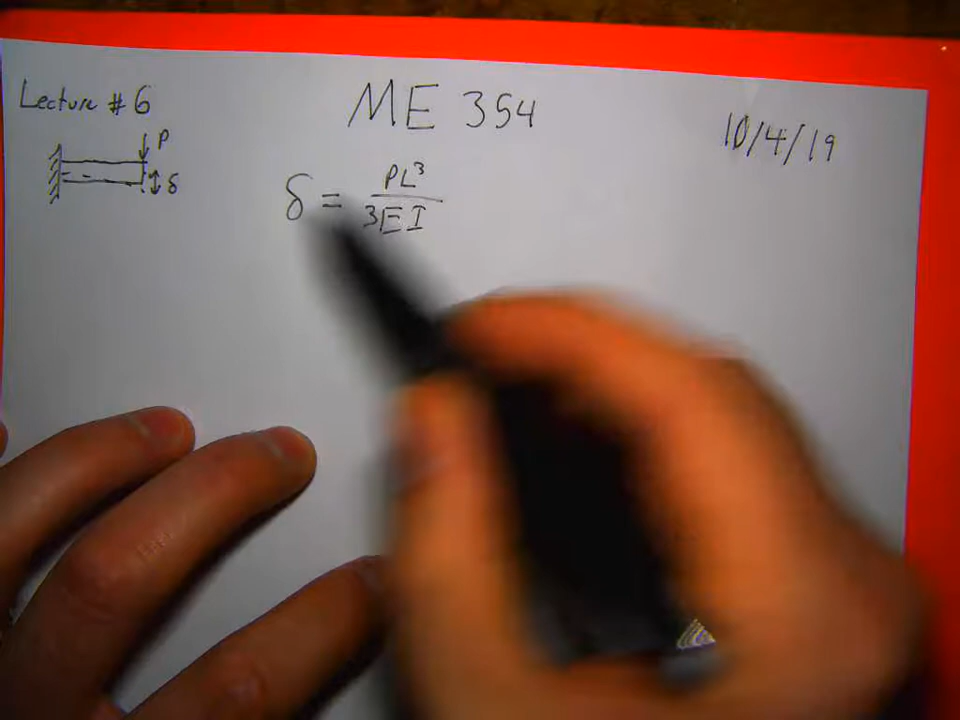 Lecture #6
ME 354
10/4/19
P
δ
δ = PL³ / 3EI